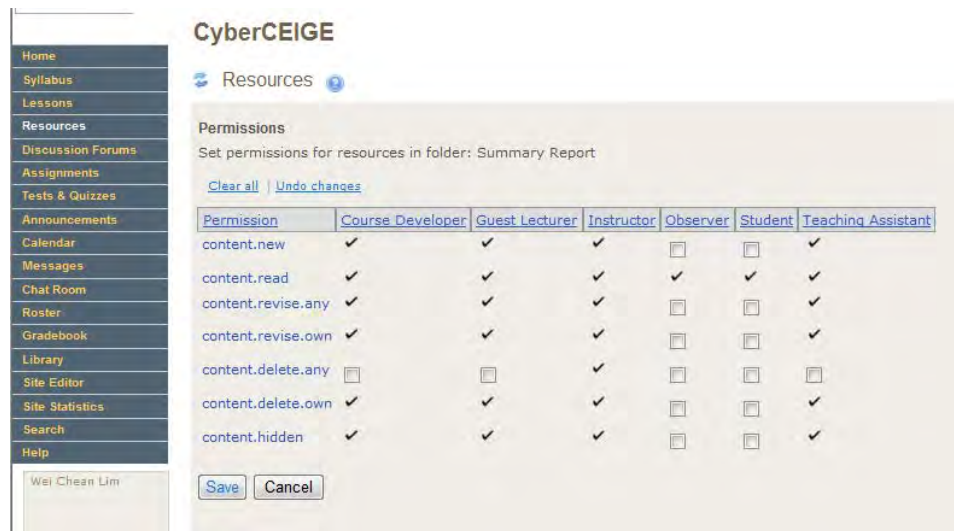 CyberCEIGE
Home
Syllabus
Lessons
Resources
Discussion Forums
Assignments
Tests & Quizzes
Announcements
Calendar
Messages
Chat Room
Roster
Gradebook
Library
Site Editor
Site Statistics
Search
Help
Wei Chean Lim
Resources
Permissions
Set permissions for resources in folder: Summary Report
Clear all | Undo changes
Permission Course Developer Guest Lecturer Instructor Observer Student Teaching Assistant
content.new
content.read
content.revise.any
content.revise.own
content.delete.any
content.delete.own
content.hidden
Save Cancel